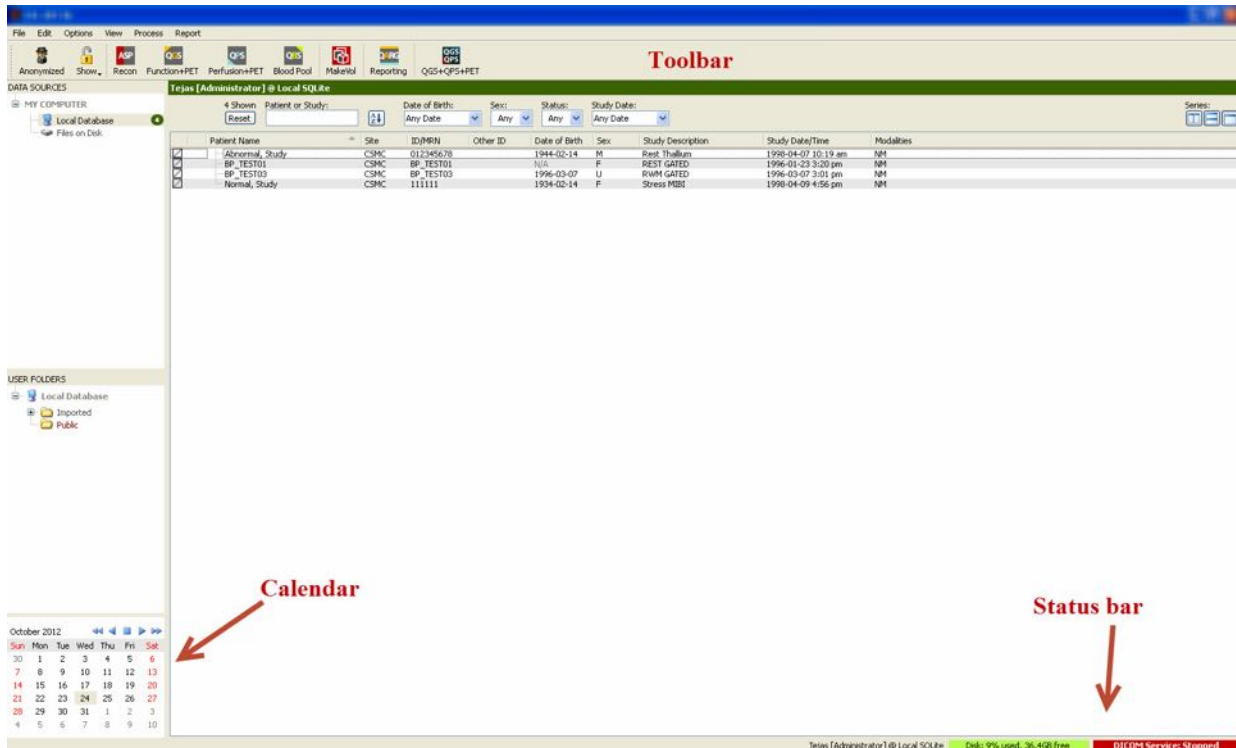 File Edit Options View Process Report
ASP QGS QPS QBS QARG QGS QPS
Anonymized Show Recon Function+PET Perfusion+PET Blood Pool MakeVol Reporting QGS+QPS+PET
Toolbar
DATA SOURCES
MY COMPUTER
Local Database 4
Files on Disk
Tejas [Administrator] @ Local SQLite
4 Shown Patient or Study: Date of Birth: Sex: Status: Study Date: Series:
Reset Any Date Any Any Any Date
Patient Name Site ID/MRN Other ID Date of Birth Sex Study Description Study Date/Time Modalities
Abnormal, Study CSMC 012345678 1944-02-14 M Rest Thallium 1998-04-07 10:19 am NM
BP_TEST01 CSMC BP_TEST01 N/A F REST GATED 1996-01-23 3:20 pm NM
BP_TEST03 CSMC BP_TEST03 1996-03-07 U RWM GATED 1996-03-07 3:01 pm NM
Normal, Study CSMC 111111 1934-02-14 F Stress MIBI 1998-04-09 4:56 pm NM
USER FOLDERS
Local Database
Imported
Public
Calendar
Status bar
October 2012
Sun Mon Tue Wed Thu Fri Sat
30 1 2 3 4 5 6
7 8 9 10 11 12 13
14 15 16 17 18 19 20
21 22 23 24 25 26 27
28 29 30 31 1 2 3
4 5 6 7 8 9 10
Tejas [Administrator] @ Local SQLite Disk: 9% used, 36.4GB free DICOM Service: Stopped